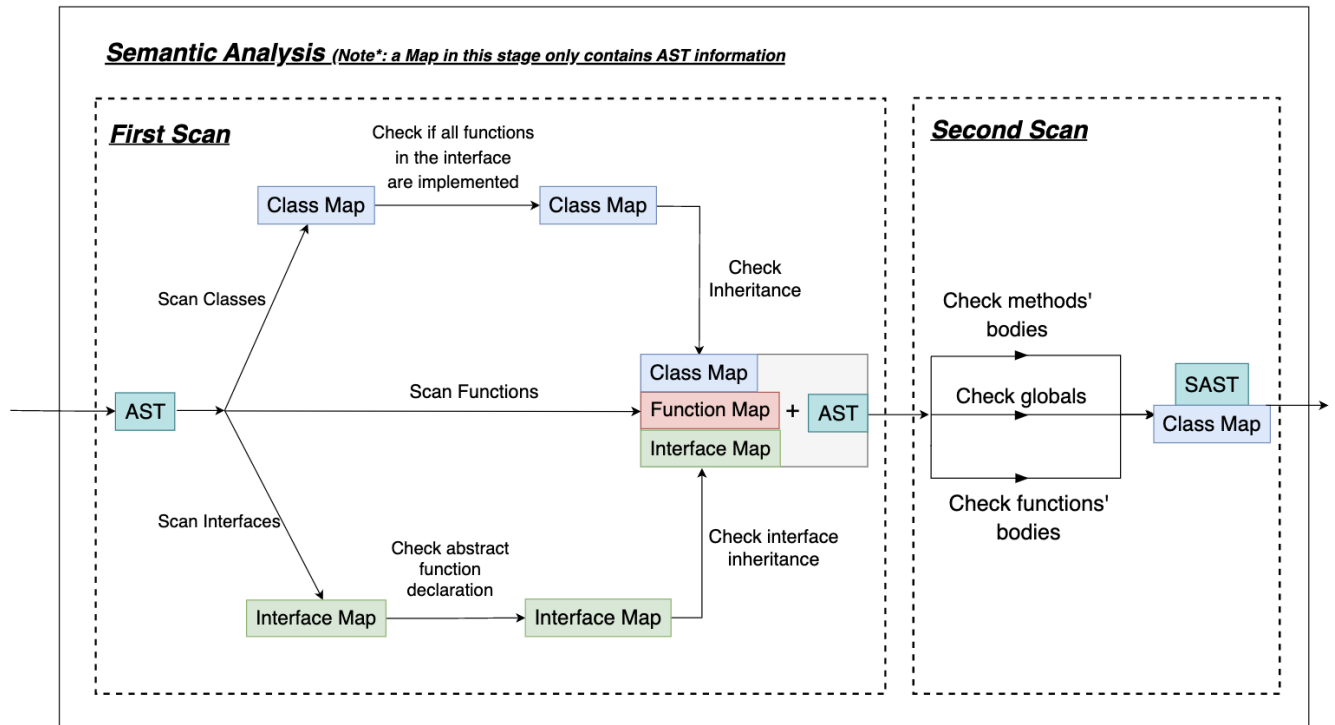 Semantic Analysis (Note*: a Map in this stage only contains AST information
First Scan
Check if all functions
in the interface
are implemented
Class Map
Class Map
Scan Classes
Check
Inheritance
AST
Scan Functions
Class Map
Function Map
+
AST
Interface Map
Scan Interfaces
Check abstract
function
declaration
Check interface
inheritance
Interface Map
Interface Map
Second Scan
Check methods'
bodies
Check globals
Check functions'
bodies
SAST
Class Map